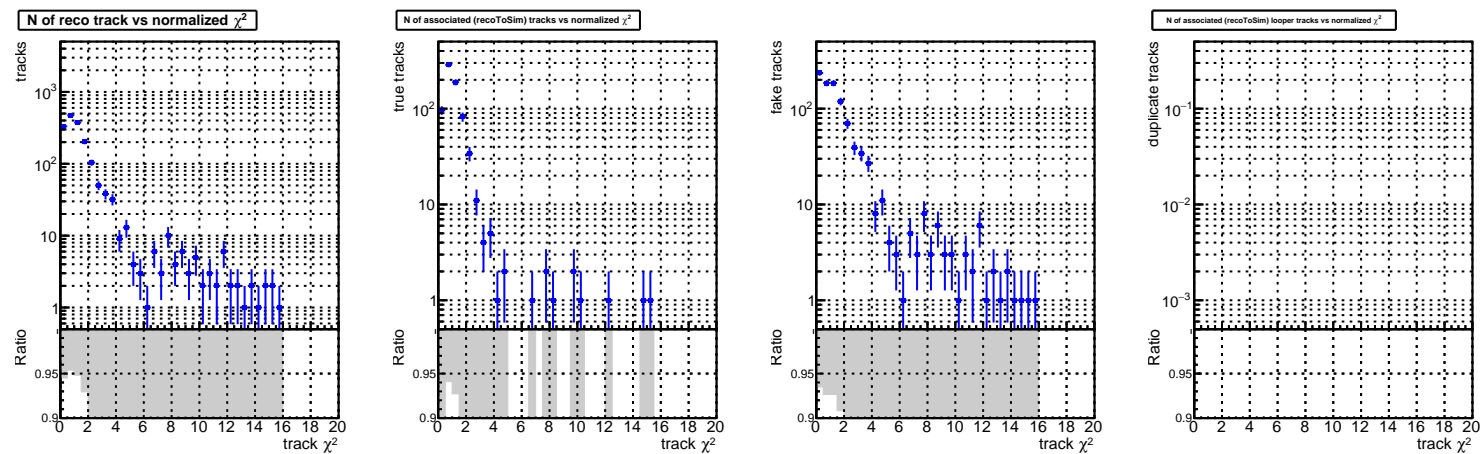 N of reco track vs normalized χ²
tracks
10³
10²
10
1
Ratio
0.95
0.9
0 2 4 6 8 10 12 14 16 18 20
track χ²
N of associated (recoToSim) tracks vs normalized χ²
true tracks
10²
10
1
Ratio
0.95
0.9
0 2 4 6 8 10 12 14 16 18 20
track χ²
fake tracks
10²
10
1
Ratio
0.95
0.9
0 2 4 6 8 10 12 14 16 18 20
track χ²
N of associated (recoToSim) looper tracks vs normalized χ²
duplicate tracks
10⁻¹
10⁻²
10⁻³
Ratio
0.95
0.9
0 2 4 6 8 10 12 14 16 18 20
track χ²